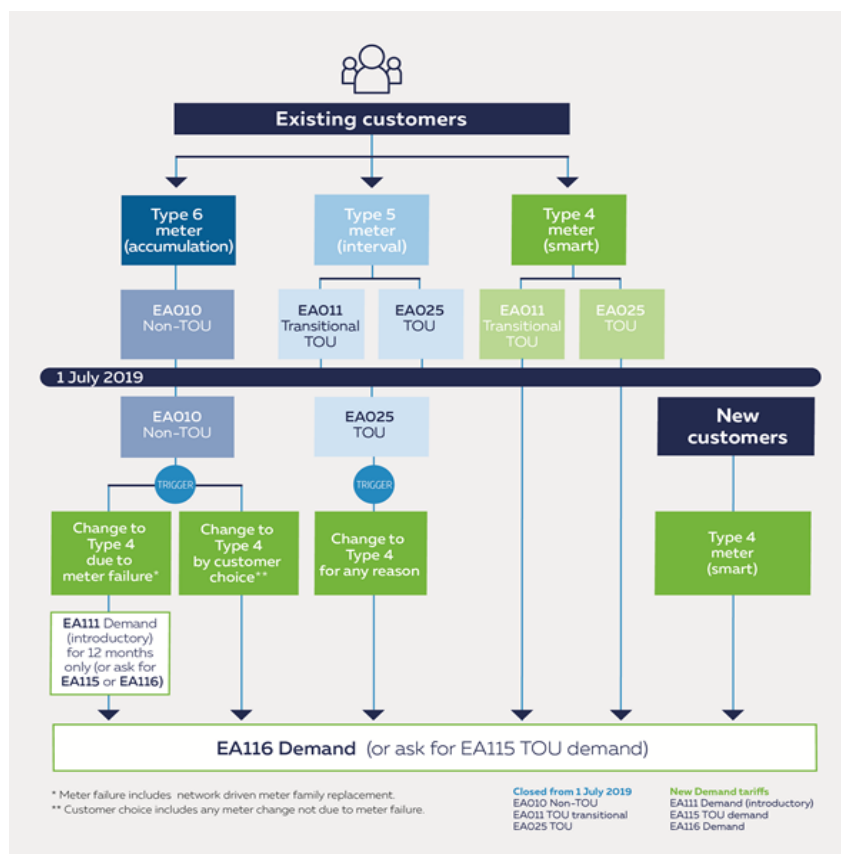 Existing customers
Type 6
meter
(accumulation)
Type 5
meter
(interval)
Type 4
meter
(smart)
EA010
Non-TOU
EA011
Transitional
TOU
EA025
TOU
EA011
Transitional
TOU
EA025
TOU
1 July 2019
EA010
Non-TOU
EA025
TOU
New
customers
TRIGGER
TRIGGER
Change to
Type 4
due to
meter failure*
Change to
Type 4
by customer
choice**
Change to
Type 4
for any reason
Type 4
meter
(smart)
EA111 Demand
(introductory)
for 12 months
only (or ask for
EA115 or EA116)
EA116 Demand (or ask for EA115 TOU demand)
* Meter failure includes network driven meter family replacement.
** Customer choice includes any meter change not due to meter failure.
Closed from 1 July 2019
EA010 Non-TOU
EA011 TOU transitional
EA025 TOU
New Demand tariffs
EA111 Demand (introductory)
EA115 TOU demand
EA116 Demand